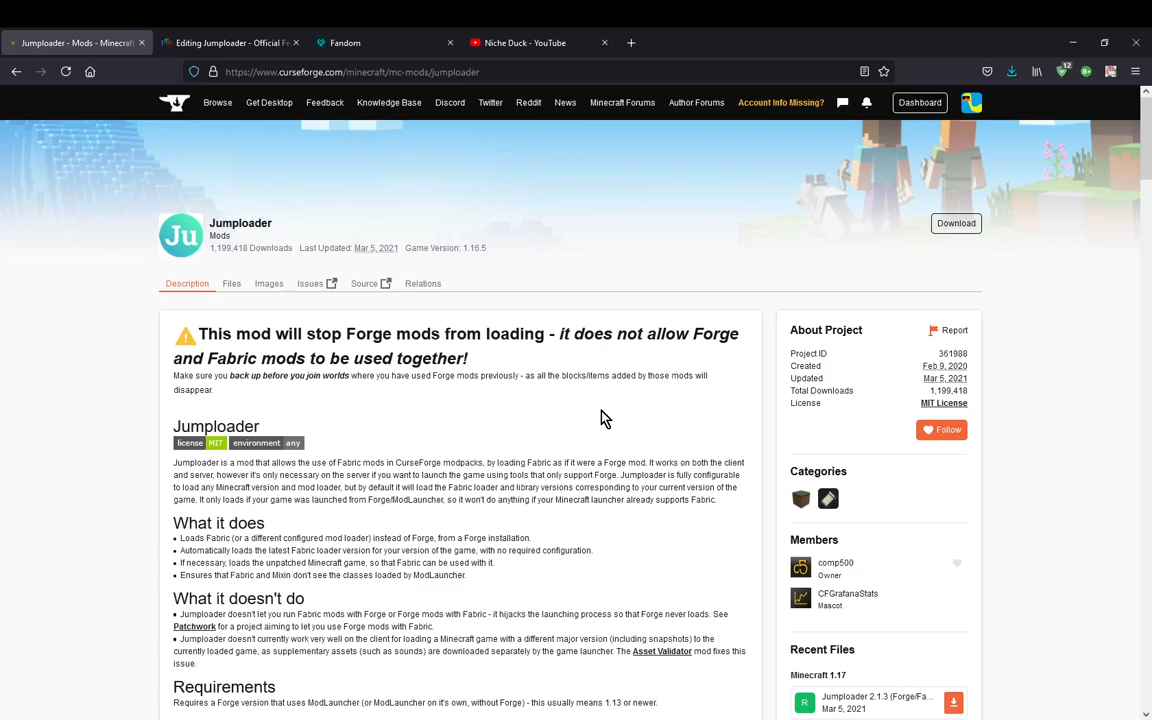 Jumploader - Mods - Minecraf
Editing Jumploader - Official Fe
Fandom
Niche Duck - YouTube
https://www.curseforge.com/minecraft/mc-mods/jumploader
12
Browse Get Desktop Feedback Knowledge Base Discord Twitter Reddit News Minecraft Forums Author Forums Account Info Missing? Dashboard
Ju
Jumploader
Mods
1,199,418 Downloads Last Updated: Mar 5, 2021 Game Version: 1.16.5
Download
Description Files Images Issues Source Relations
This mod will stop Forge mods from loading - it does not allow Forge
and Fabric mods to be used together!
Make sure you back up before you join worlds where you have used Forge mods previously - as all the blocks/items added by those mods will
disappear.
Jumploader
license MIT environment any
Jumploader is a mod that allows the use of Fabric mods in CurseForge modpacks, by loading Fabric as if it were a Forge mod. It works on both the client
and server, however it's only necessary on the server if you want to launch the game using tools that only support Forge. Jumploader is fully configurable
to load any Minecraft version and mod loader, but by default it will load the Fabric loader and library versions corresponding to your current version of the
game. It only loads if your game was launched from Forge/ModLauncher, so it won't do anything if your Minecraft launcher already supports Fabric.
What it does
• Loads Fabric (or a different configured mod loader) instead of Forge, from a Forge installation.
• Automatically loads the latest Fabric loader version for your version of the game, with no required configuration.
• If necessary, loads the unpatched Minecraft game, so that Fabric can be used with it.
• Ensures that Fabric and Mixin don't see the classes loaded by ModLauncher.
What it doesn't do
• Jumploader doesn't let you run Fabric mods with Forge or Forge mods with Fabric - it hijacks the launching process so that Forge never loads. See
Patchwork for a project aiming to let you use Forge mods with Fabric.
• Jumploader doesn't currently work very well on the client for loading a Minecraft game with a different major version (including snapshots) to the
currently loaded game, as supplementary assets (such as sounds) are downloaded separately by the game launcher. The Asset Validator mod fixes this
issue.
Requirements
Requires a Forge version that uses ModLauncher (or ModLauncher on it's own, without Forge) - this usually means 1.13 or newer.
About Project
Report
Project ID 361988
Created Feb 9, 2020
Updated Mar 5, 2021
Total Downloads 1,199,418
License MIT License
Follow
Categories
Members
comp500
Owner
CFGrafanaStats
Mascot
Recent Files
Minecraft 1.17
R
Jumploader 2.1.3 (Forge/Fa...
Mar 5, 2021